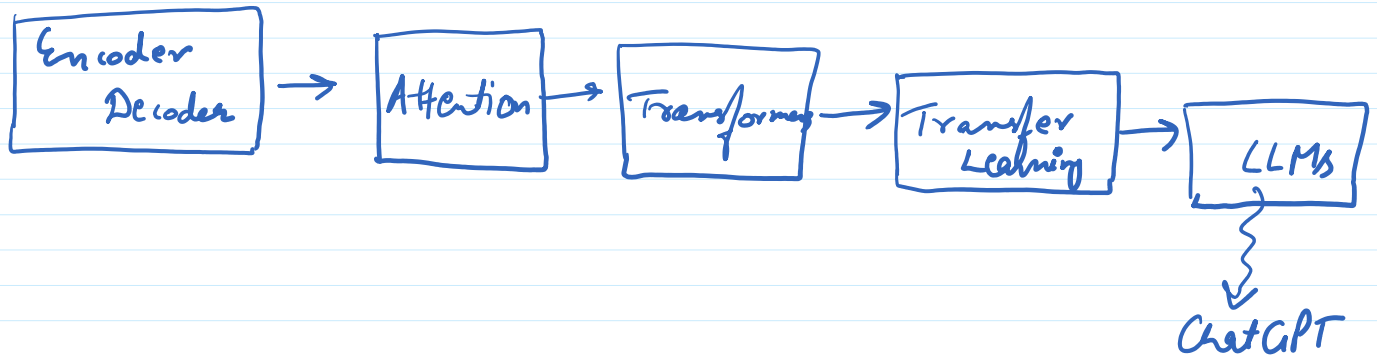 Encoder
Decoder
Attention
Transformer
Transfer
Learning
LLMs
ChatGPT